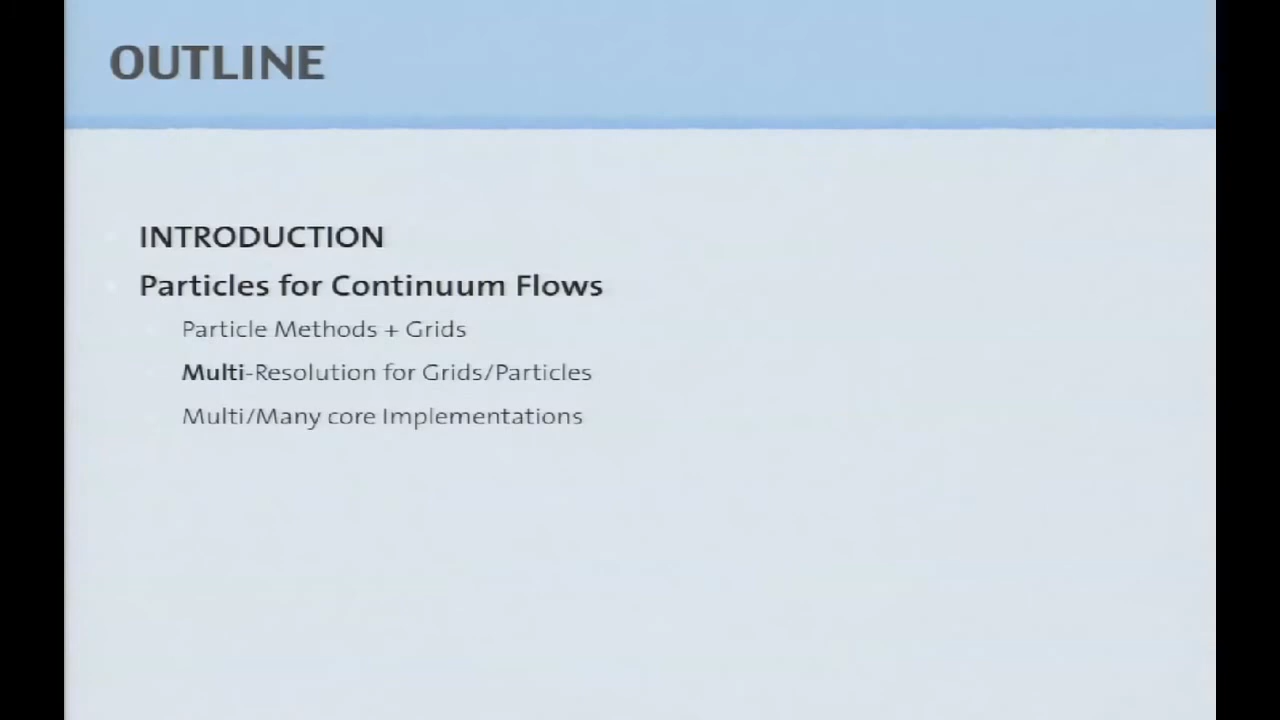 OUTLINE
INTRODUCTION
Particles for Continuum Flows
Particle Methods + Grids
Multi-Resolution for Grids/Particles
Multi/Many core Implementations